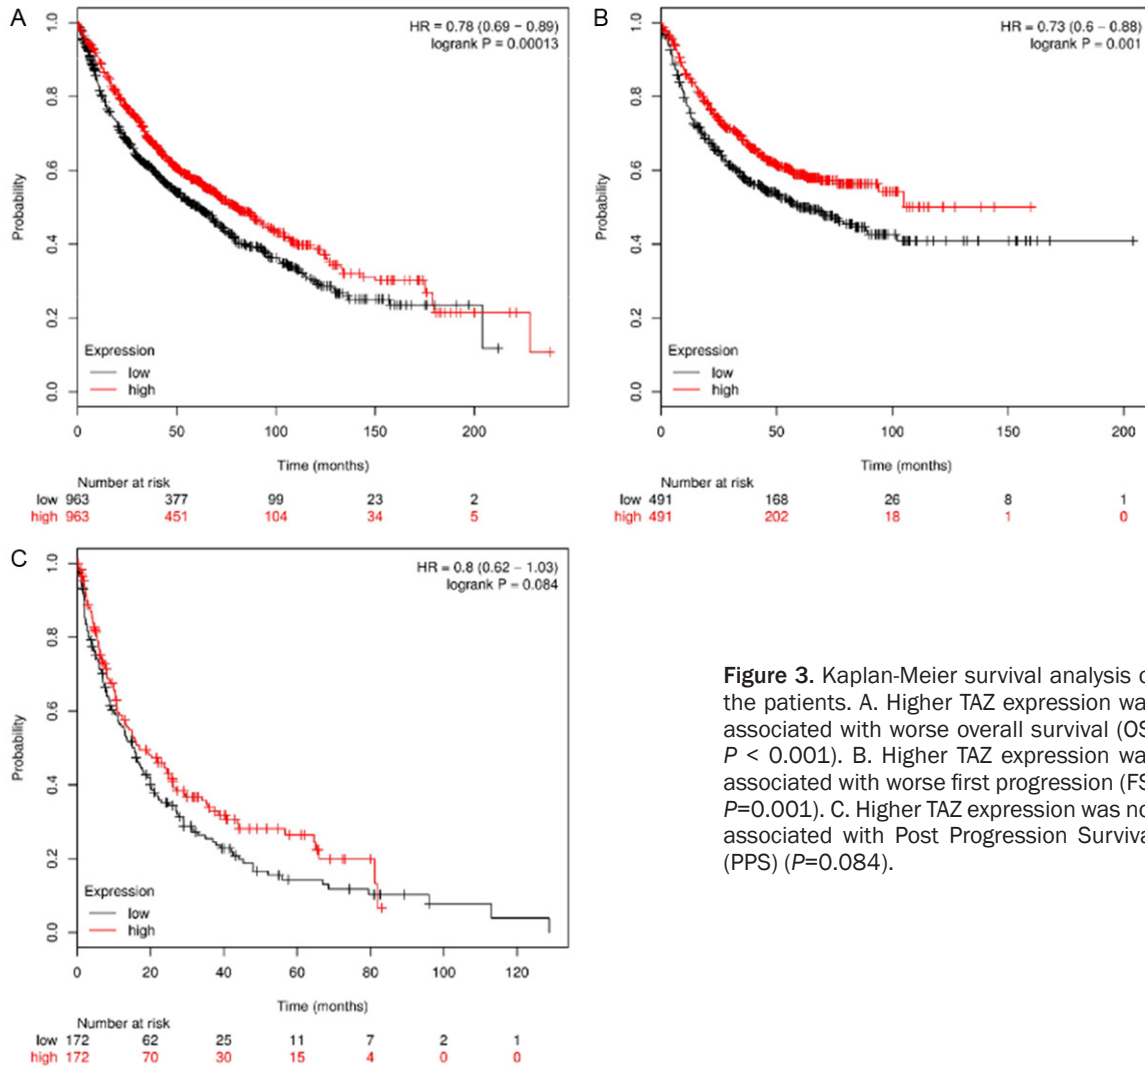 A
HR = 0.78 (0.69 – 0.89)
logrank P = 0.00013
Probability
1.0
0.8
0.6
0.4
0.2
0.0
Expression
low
high
0 50 100 150 200
Time (months)
Number at risk
low 963 377 99 23 2
high 963 451 104 34 5
B
HR = 0.73 (0.6 – 0.88)
logrank P = 0.001
Probability
1.0
0.8
0.6
0.4
0.2
0.0
Expression
low
high
0 50 100 150 200
Time (months)
Number at risk
low 491 168 26 8 1
high 491 202 18 1 0
C
HR = 0.8 (0.62 – 1.03)
logrank P = 0.084
Probability
1.0
0.8
0.6
0.4
0.2
0.0
Expression
low
high
0 20 40 60 80 100 120
Time (months)
Number at risk
low 172 62 25 11 7 2 1
high 172 70 30 15 4 0 0
Figure 3. Kaplan-Meier survival analysis o
the patients. A. Higher TAZ expression wa
associated with worse overall survival (OS
P < 0.001). B. Higher TAZ expression wa
associated with worse first progression (FS
P=0.001). C. Higher TAZ expression was no
associated with Post Progression Surviva
(PPS) (P=0.084).